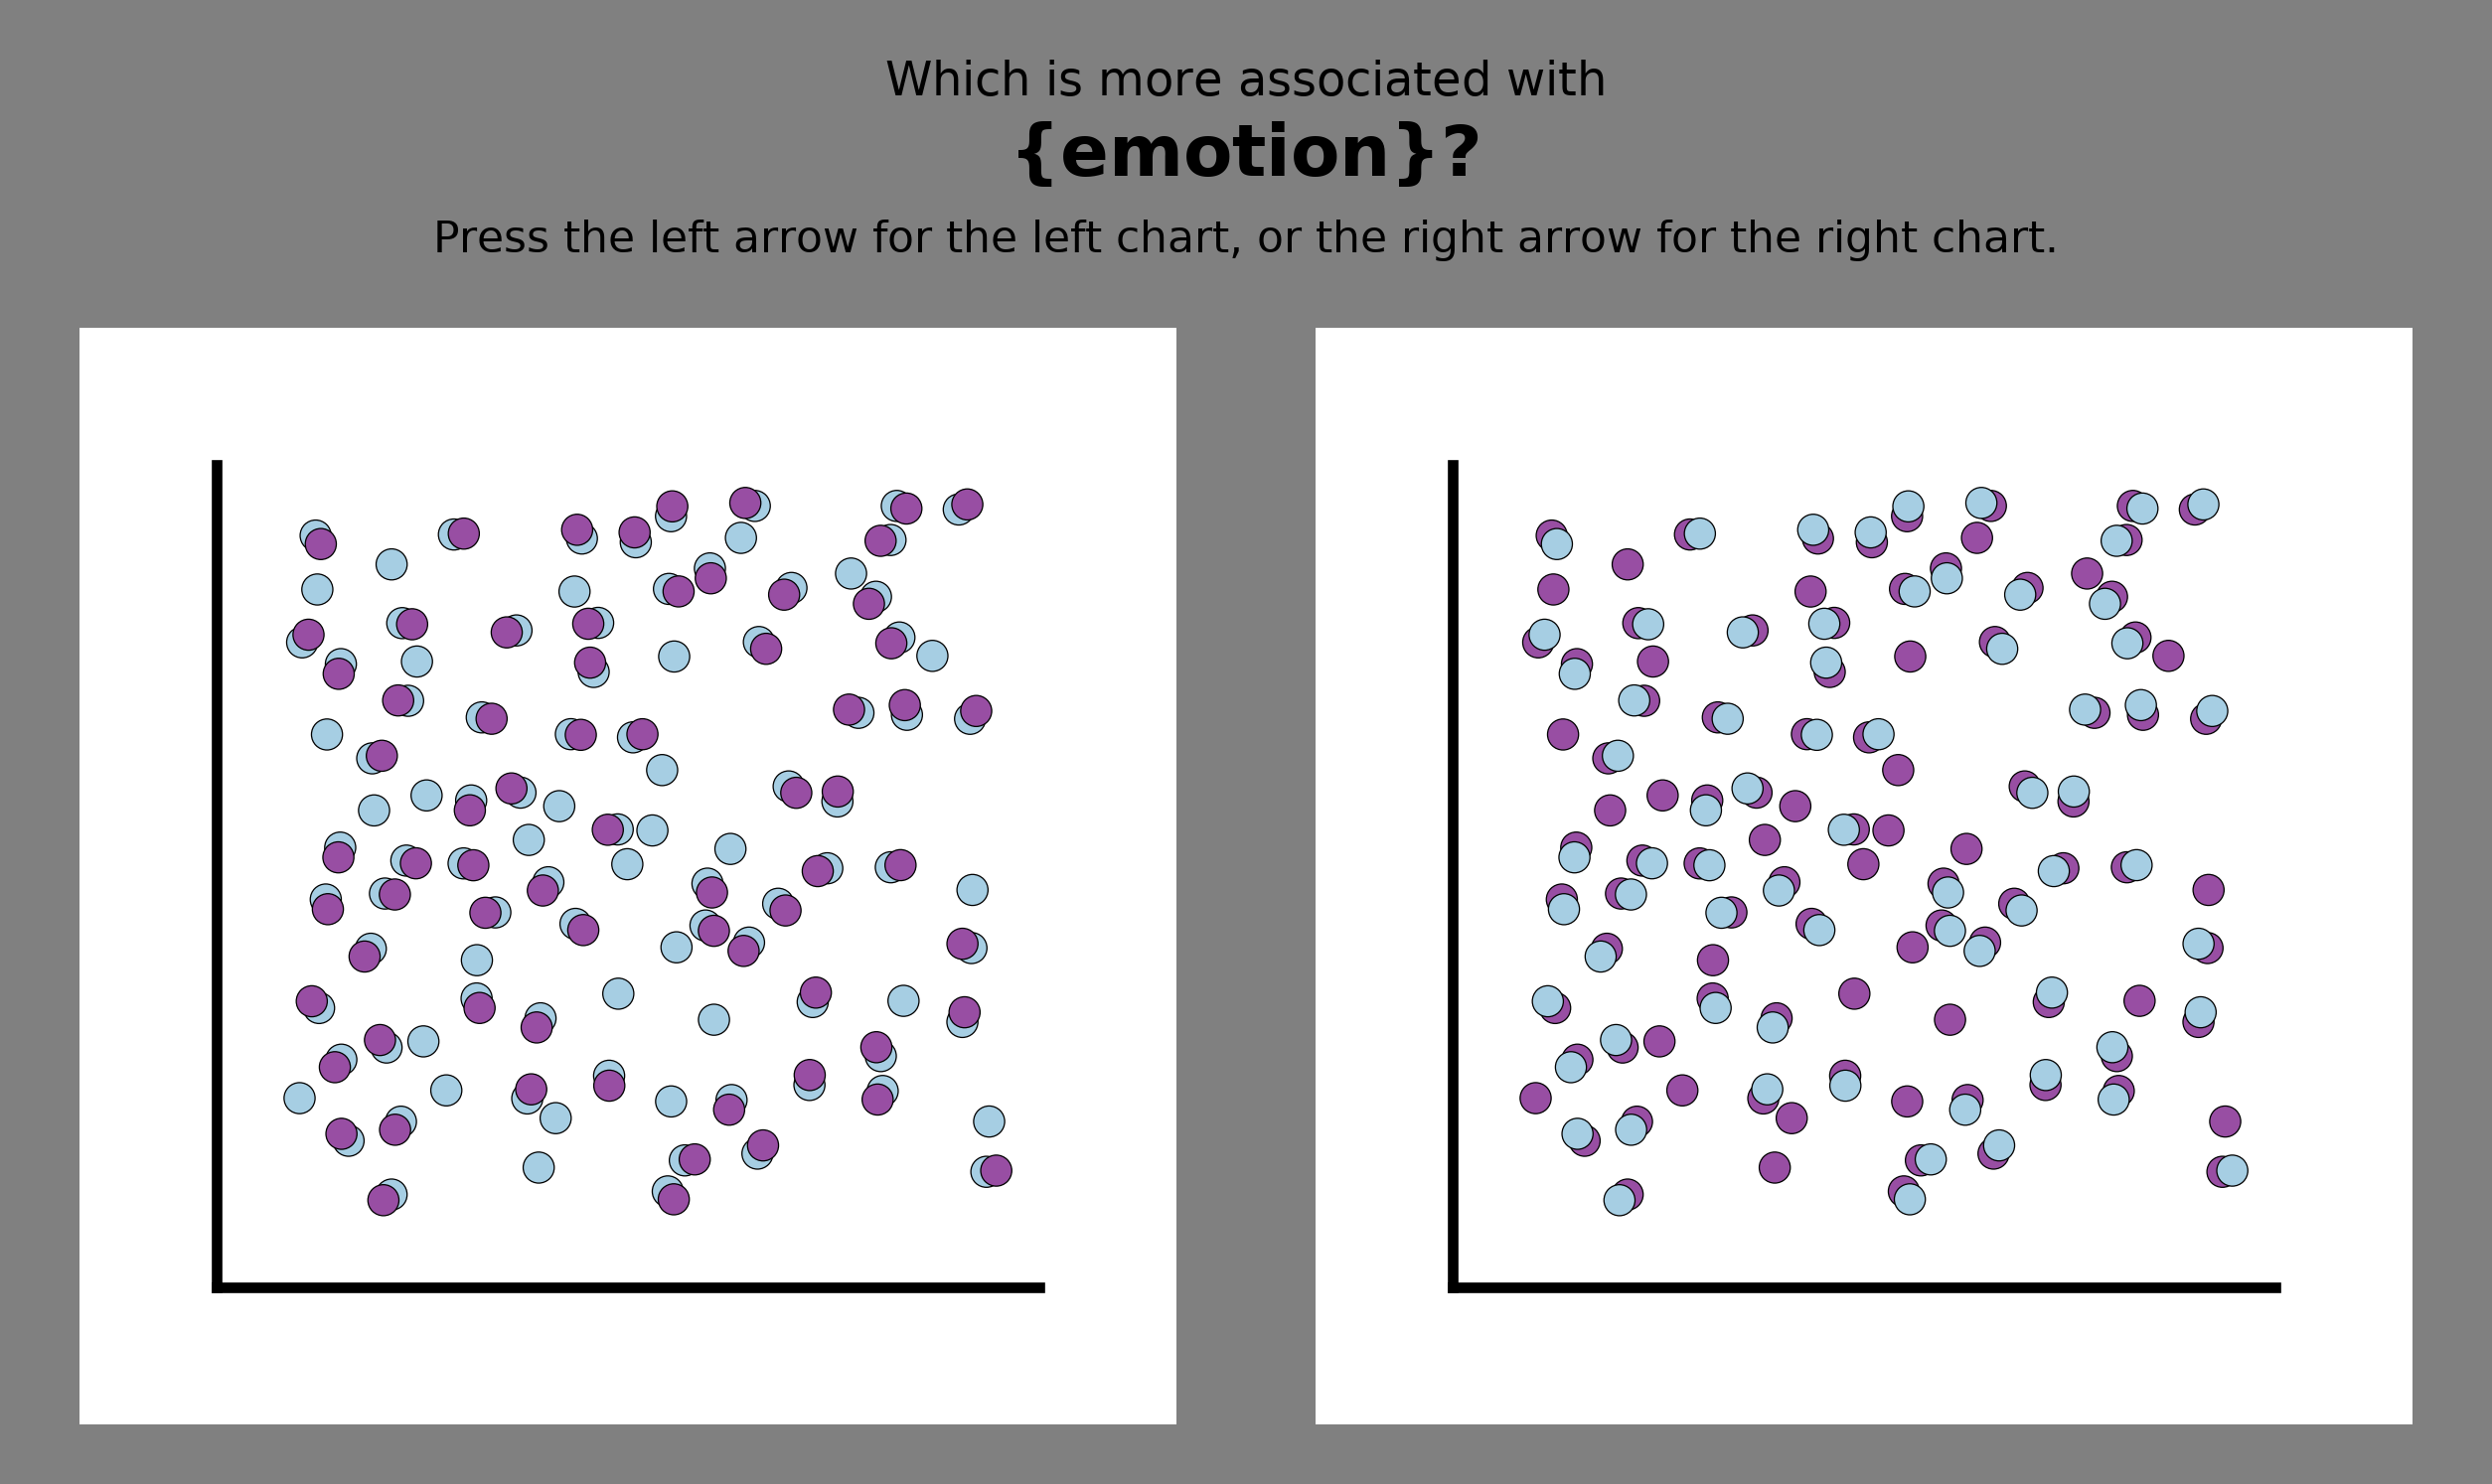 Which is more associated with
{emotion}?
Press the left arrow for the left chart, or the right arrow for the right chart.